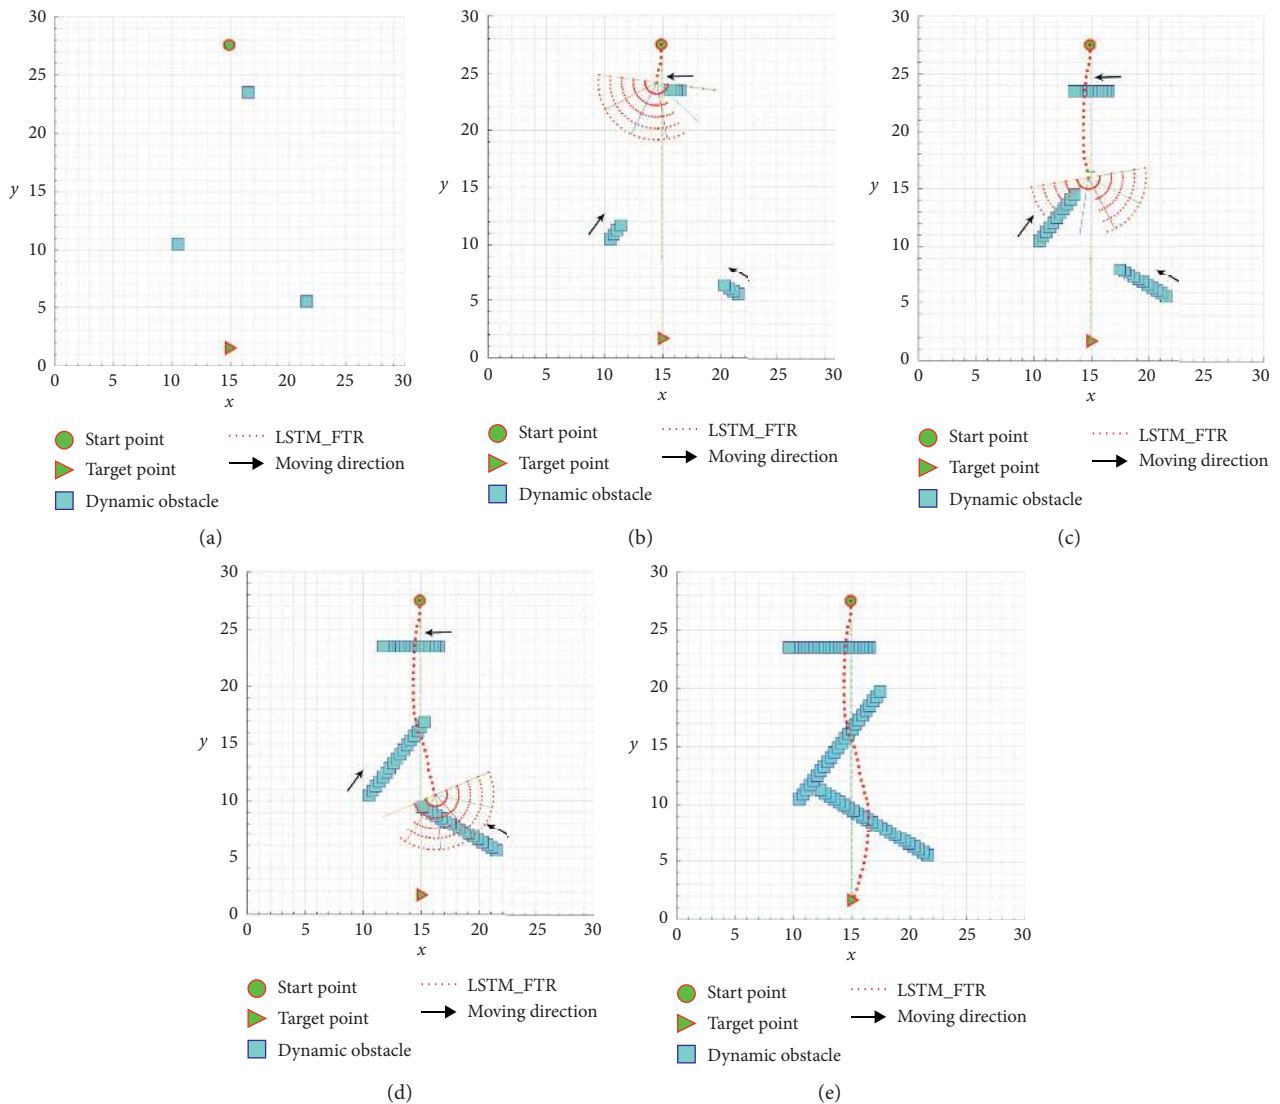 30
25
20
y 15
10
5
0
0 5 10 15 20 25 30
x
Start point
Target point
Dynamic obstacle
LSTM_FTR
Moving direction
(a)
30
25
20
y 15
10
5
0
0 5 10 15 20 25 30
x
Start point
Target point
Dynamic obstacle
LSTM_FTR
Moving direction
(b)
30
25
20
y 15
10
5
0
0 5 10 15 20 25 30
x
Start point
Target point
Dynamic obstacle
LSTM_FTR
Moving direction
(c)
30
25
20
y 15
10
5
0
0 5 10 15 20 25 30
x
Start point
Target point
Dynamic obstacle
LSTM_FTR
Moving direction
(d)
30
25
20
y 15
10
5
0
0 5 10 15 20 25 30
x
Start point
Target point
Dynamic obstacle
LSTM_FTR
Moving direction
(e)